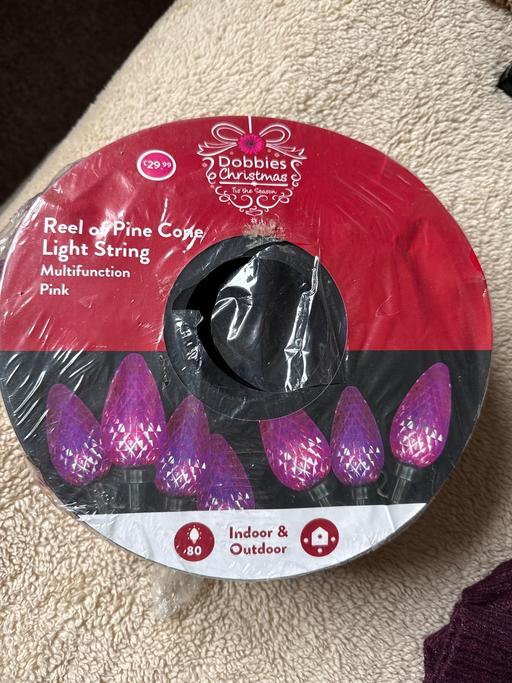 £29.99
Dobbies
Christmas
'Tis the Season
Reel of Pine Cone
Light String
Multifunction
Pink
80
Indoor &
Outdoor